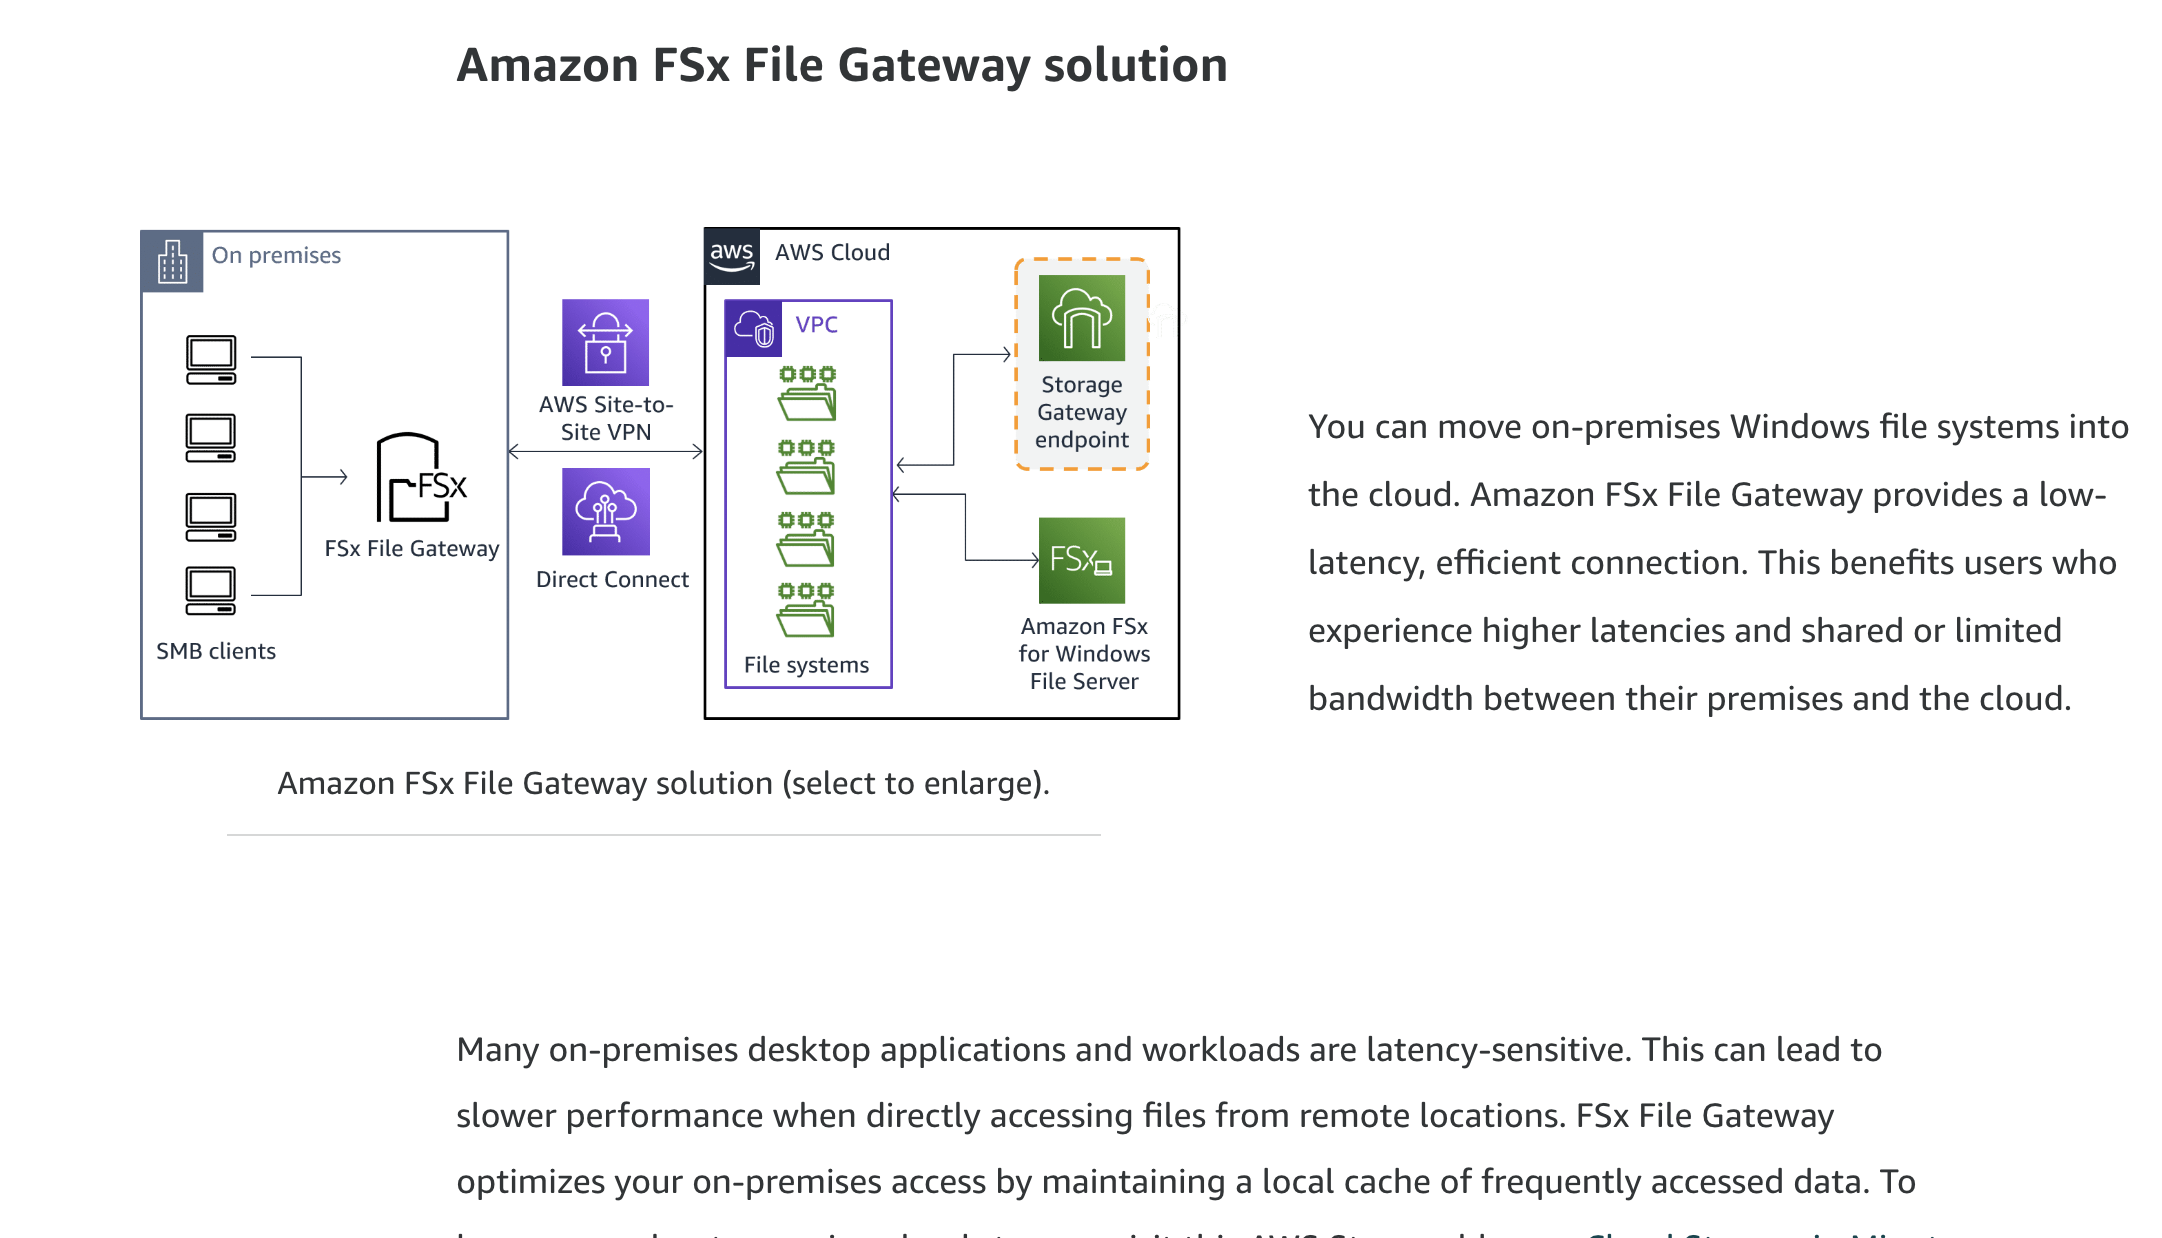 Amazon FSx File Gateway solution
On premises
SMB clients
FSx
FSx File Gateway
AWS Site-to-
Site VPN
Direct Connect
aws
AWS Cloud
VPC
File systems
Storage
Gateway
endpoint
FSx
Amazon FSx
for Windows
File Server
Amazon FSx File Gateway solution (select to enlarge).
You can move on-premises Windows file systems into
the cloud. Amazon FSx File Gateway provides a low-
latency, efficient connection. This benefits users who
experience higher latencies and shared or limited
bandwidth between their premises and the cloud.
Many on-premises desktop applications and workloads are latency-sensitive. This can lead to
slower performance when directly accessing files from remote locations. FSx File Gateway
optimizes your on-premises access by maintaining a local cache of frequently accessed data. To